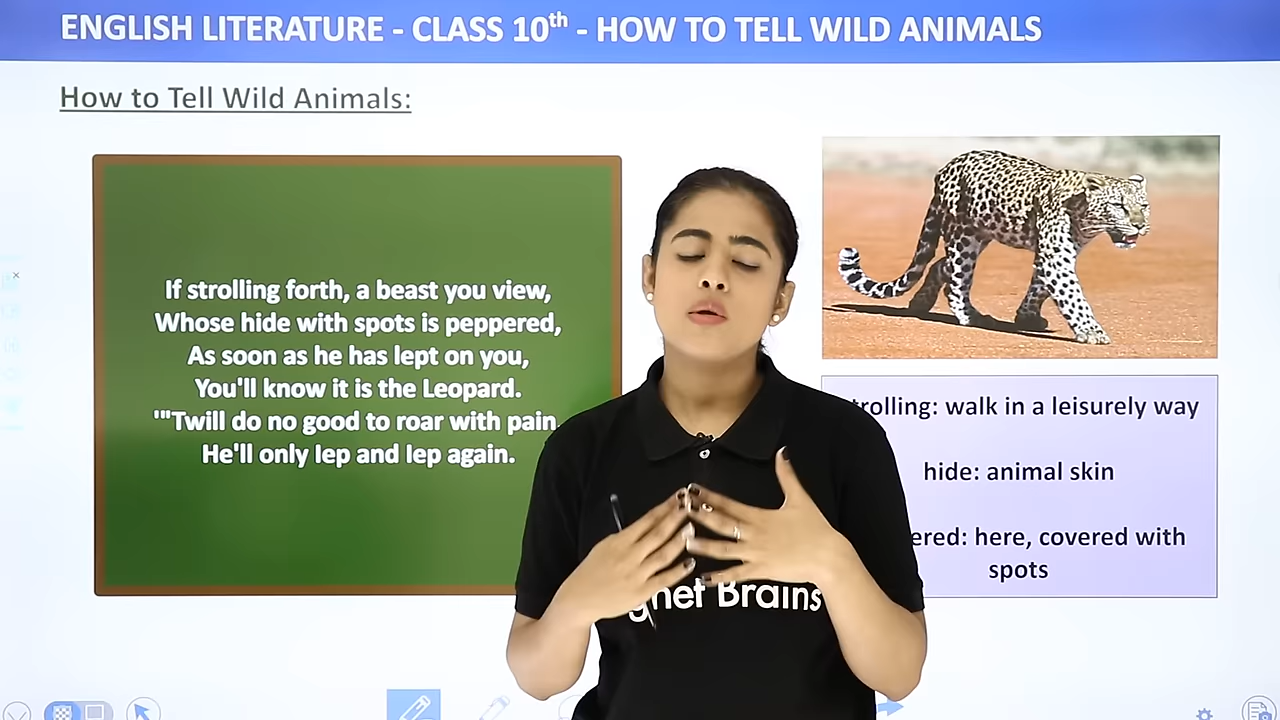 ENGLISH LITERATURE - CLASS 10th - HOW TO TELL WILD ANIMALS
How to Tell Wild Animals:
If strolling forth, a beast you view,
Whose hide with spots is peppered,
As soon as he has lept on you,
You'll know it is the Leopard.
'"Twill do no good to roar with pain
He'll only lep and lep again.
trolling: walk in a leisurely way
hide: animal skin
ered: here, covered with
spots
gnet Brains